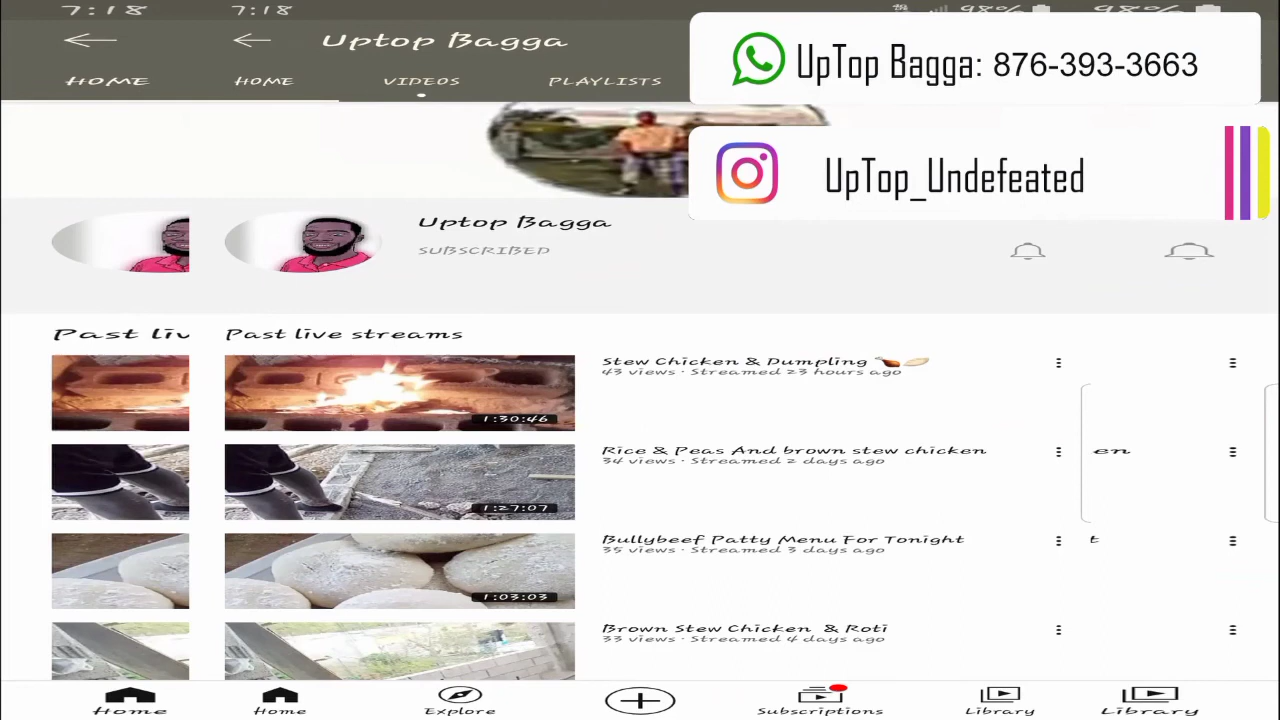 7:18 7:18 98% 98%
Uptop Bagga
HOME HOME VIDEOS PLAYLISTS
UpTop Bagga: 876-393-3663
UpTop_Undefeated
Uptop Bagga
SUBSCRIBED
Past liv Past live streams
Stew Chicken & Dumpling 🍗🥟
43 views · Streamed 23 hours ago
1:30:46
Rice & Peas And brown stew chicken en
34 views · Streamed 2 days ago
1:27:07
Bullybeef Patty Menu For Tonight t
35 views · Streamed 3 days ago
1:03:03
Brown Stew Chicken & Roti
33 views · Streamed 4 days ago
Home Home Explore Subscriptions Library Library